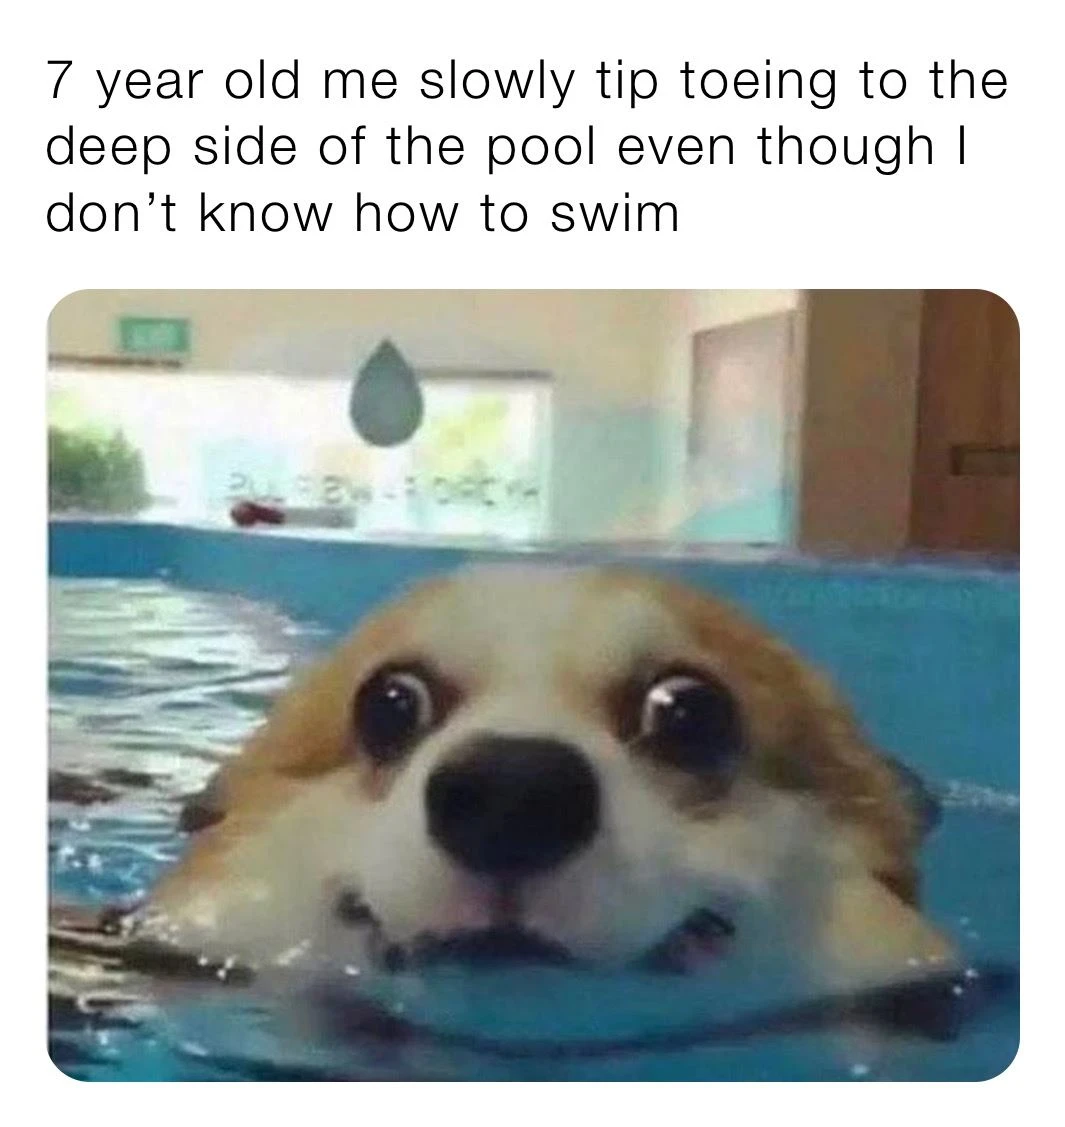 7 year old me slowly tip toeing to the
deep side of the pool even though I
don’t know how to swim